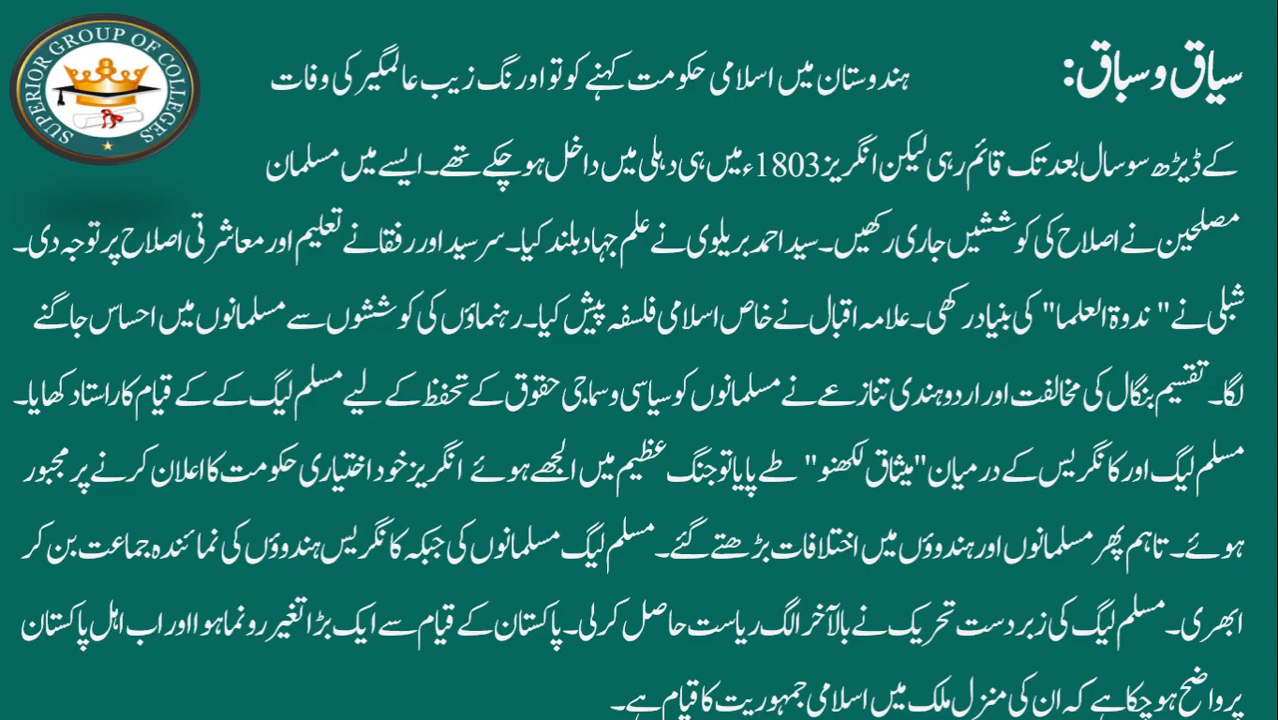 SUPERIOR GROUP OF COLLEGES
سیاق و سباق: ہندوستان میں اسلامی حکومت کہنے کو تو اورنگ زیب عالمگیر کی وفات
کے ڈیڑھ سو سال بعد تک قائم رہی لیکن انگریز 1803ء میں ہی دہلی میں داخل ہو چکے تھے۔ ایسے میں مسلمان
مصلحین نے اصلاح کی کوششیں جاری رکھیں۔ سید احمد بریلوی نے علم جہاد بلند کیا۔ سرسید اور رفقا نے تعلیم اور معاشرتی اصلاح پر توجہ دی۔
شبلی نے "ندوۃ العلما" کی بنیاد رکھی۔ علامہ اقبال نے خاص اسلامی فلسفہ پیش کیا۔ رہنماؤں کی کوششوں سے مسلمانوں میں احساس جاگنے
لگا۔ تقسیم بنگال کی مخالفت اور اردو ہندی تنازعے نے مسلمانوں کو سیاسی و سماجی حقوق کے تحفظ کے لیے مسلم لیگ کے کے قیام کا راستا دکھایا۔
مسلم لیگ اور کانگریس کے درمیان "میثاق لکھنو" طے پایا تو جنگ عظیم میں الجھے ہوئے انگریز خود اختیاری حکومت کا اعلان کرنے پر مجبور
ہوئے۔ تاہم پھر مسلمانوں اور ہندوؤں میں اختلافات بڑھتے گئے۔ مسلم لیگ مسلمانوں کی جبکہ کانگریس ہندوؤں کی نمائندہ جماعت بن کر
ابھری۔ مسلم لیگ کی زبردست تحریک نے بالآخر الگ ریاست حاصل کر لی۔ پاکستان کے قیام سے ایک بڑا تغیر رونما ہوا اور اب اہل پاکستان
پر واضح ہو چکا ہے کہ ان کی منزل ملک میں اسلامی جمہوریت کا قیام ہے۔